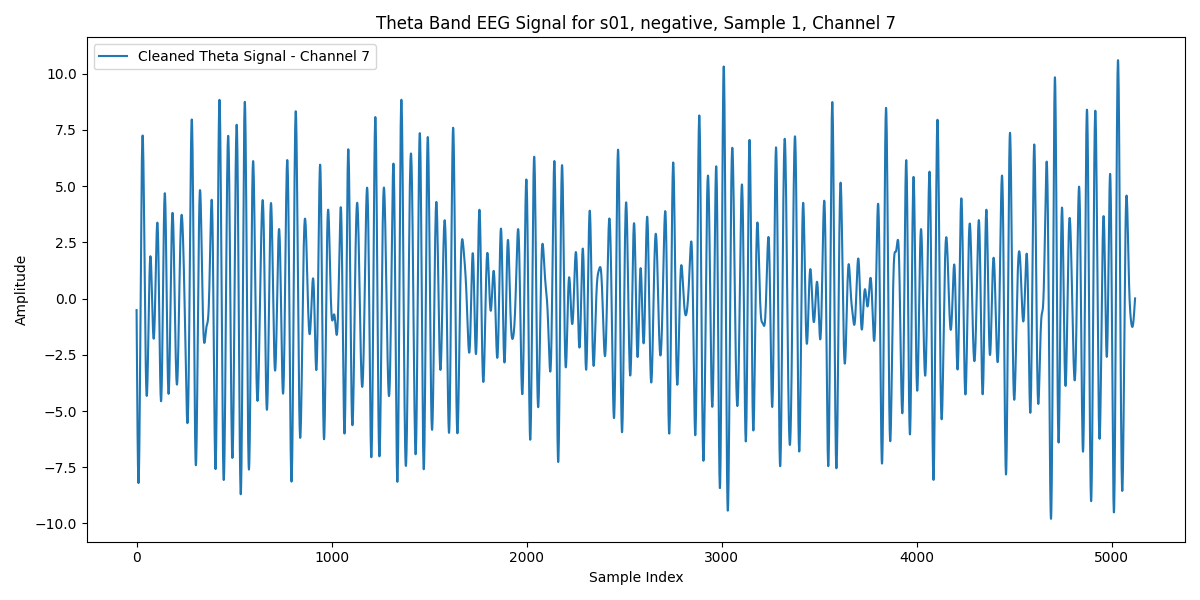 Theta Band EEG Signal for s01, negative, Sample 1, Channel 7
Cleaned Theta Signal - Channel 7
10.0
7.5
5.0
2.5
0.0
−2.5
−5.0
−7.5
−10.0
Amplitude
0 1000 2000 3000 4000 5000
Sample Index